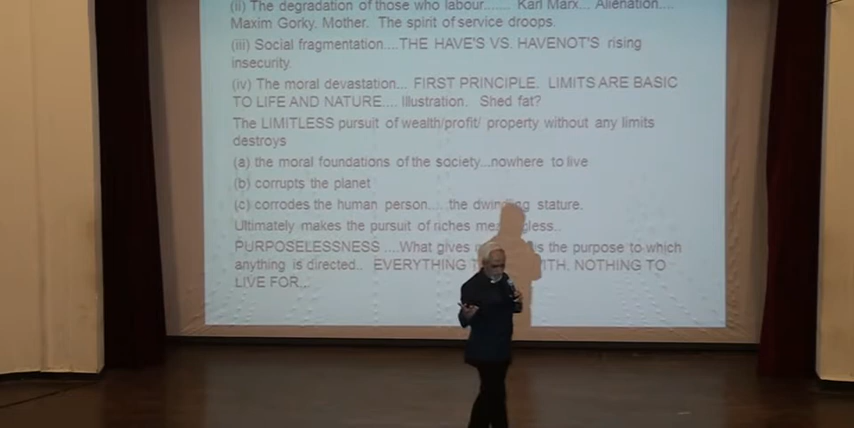 (ii) The degradation of those who labour....... Karl Marx... Alienation....
Maxim Gorky. Mother. The spirit of service droops.
(iii) Social fragmentation....THE HAVE'S VS. HAVENOT'S rising
insecurity.
(iv) The moral devastation... FIRST PRINCIPLE. LIMITS ARE BASIC
TO LIFE AND NATURE.... Illustration. Shed fat?
The LIMITLESS pursuit of wealth/profit/ property without any limits
destroys
(a) the moral foundations of the society...nowhere to live
(b) corrupts the planet
(c) corrodes the human person.... the dwindling stature.
Ultimately makes the pursuit of riches meaningless..
PURPOSELESSNESS ....What gives is the purpose to which
anything is directed.. EVERYTHING NOTHING TO
LIVE FOR...